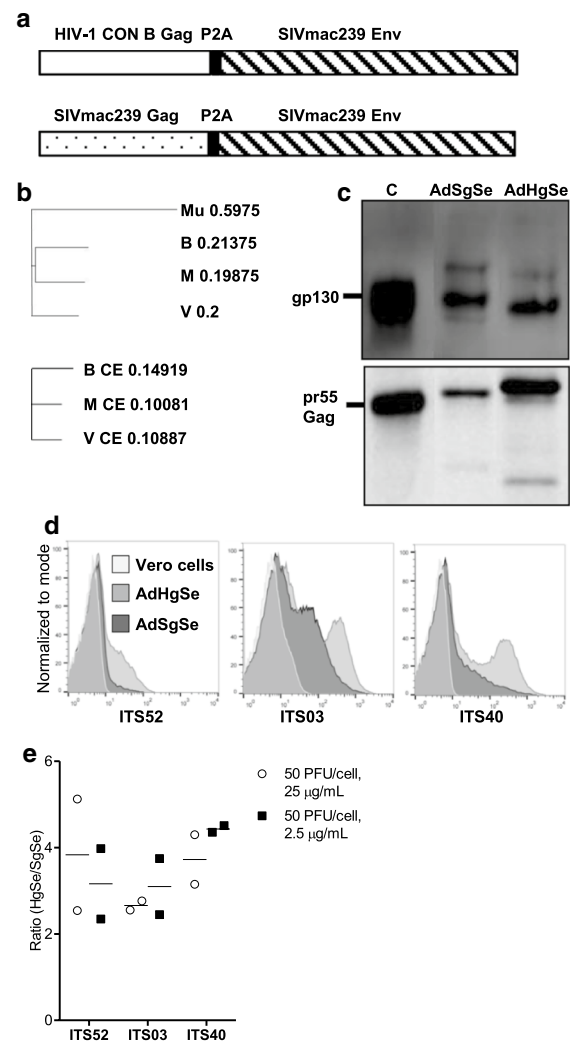 a
HIV-1 CON B Gag P2A SIVmac239 Env
SIVmac239 Gag P2A SIVmac239 Env
b
Mu 0.5975
B 0.21375
M 0.19875
V 0.2
B CE 0.14919
M CE 0.10081
V CE 0.10887
c
C AdSgSe AdHgSe
gp130
pr55
Gag
d
Normalized to mode
Vero cells
AdHgSe
AdSgSe
ITS52 ITS03 ITS40
e
Ratio (HgSe/SgSe)
6
4
2
0
50 PFU/cell,
25 µg/mL
50 PFU/cell,
2.5 µg/mL
ITS52 ITS03 ITS40